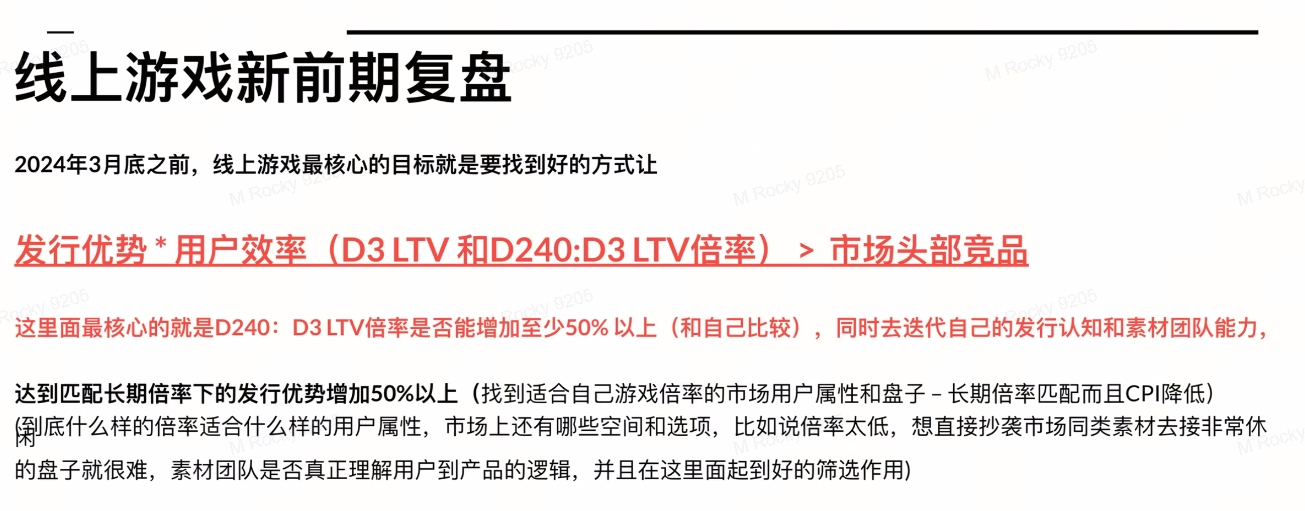 线上游戏新前期复盘
2024年3月底之前，线上游戏最核心的目标就是要找到好的方式让
发行优势 * 用户效率（D3 LTV 和D240:D3 LTV倍率） > 市场头部竞品
这里面最核心的就是D240：D3 LTV倍率是否能增加至少50% 以上（和自己比较），同时去迭代自己的发行认知和素材团队能力，
达到匹配长期倍率下的发行优势增加50%以上（找到适合自己游戏倍率的市场用户属性和盘子 – 长期倍率匹配而且CPI降低）
(到底什么样的倍率适合什么样的用户属性，市场上还有哪些空间和选项，比如说倍率太低，想直接抄袭市场同类素材去接非常休
闲
的盘子就很难，素材团队是否真正理解用户到产品的逻辑，并且在这里面起到好的筛选作用)
M Rocky 9205